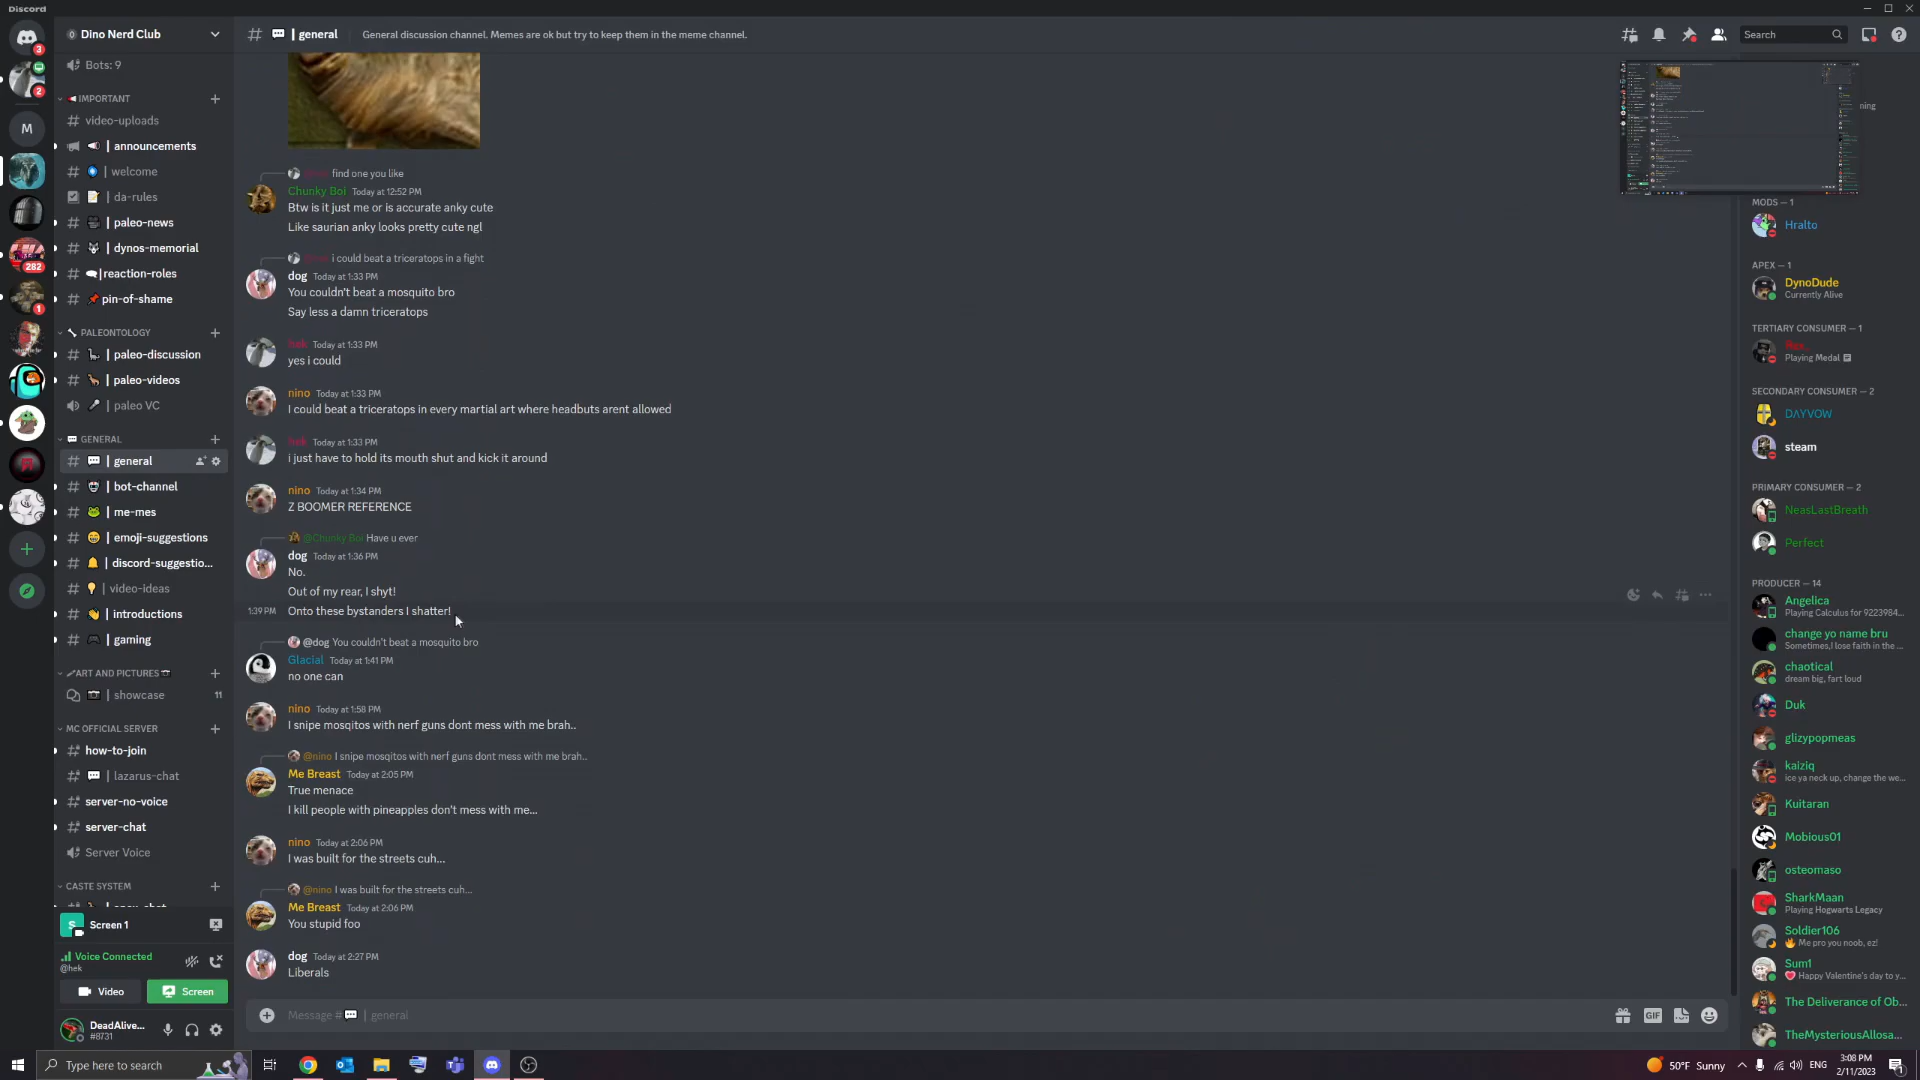 Discord
Dino Nerd Club
# | general
General discussion channel. Memes are ok but try to keep them in the meme channel.
Search
3
2
M
282
1
Bots: 9
IMPORTANT
video-uploads
| announcements
| welcome
| da-rules
| paleo-news
| dynos-memorial
|reaction-roles
pin-of-shame
PALEONTOLOGY
| paleo-discussion
| paleo-videos
| paleo VC
GENERAL
| general
| bot-channel
| me-mes
| emoji-suggestions
| discord-suggestio...
| video-ideas
| introductions
| gaming
ART AND PICTURES
| showcase 11
MC OFFICIAL SERVER
how-to-join
| lazarus-chat
server-no-voice
server-chat
Server Voice
CASTE SYSTEM
S Screen 1
Voice Connected
@hek
Video
Screen
DeadAlive...
#8731
find one you like
Chunky Boi Today at 12:52 PM
Btw is it just me or is accurate anky cute
Like saurian anky looks pretty cute ngl
i could beat a triceratops in a fight
dog Today at 1:33 PM
You couldn't beat a mosquito bro
Say less a damn triceratops
hek Today at 1:33 PM
yes i could
nino Today at 1:33 PM
I could beat a triceratops in every martial art where headbuts arent allowed
hek Today at 1:33 PM
i just have to hold its mouth shut and kick it around
nino Today at 1:34 PM
Z BOOMER REFERENCE
@Chunky Boi Have u ever
dog Today at 1:36 PM
No.
Out of my rear, I shyt!
1:39 PM Onto these bystanders I shatter!
@dog You couldn't beat a mosquito bro
Glacial Today at 1:41 PM
no one can
nino Today at 1:58 PM
I snipe mosqitos with nerf guns dont mess with me brah..
@nino I snipe mosqitos with nerf guns dont mess with me brah..
Me Breast Today at 2:05 PM
True menace
I kill people with pineapples don't mess with me...
nino Today at 2:06 PM
I was built for the streets cuh...
@nino I was built for the streets cuh...
Me Breast Today at 2:06 PM
You stupid foo
dog Today at 2:27 PM
Liberals
Message # | general
GIF
ning
MODS — 1
Hralto
APEX — 1
DynoDude
Currently Alive
TERTIARY CONSUMER — 1
Playing Medal
SECONDARY CONSUMER — 2
DAYVOW
steam
PRIMARY CONSUMER — 2
NeasLastBreath
Perfect
PRODUCER — 14
Angelica
Playing Calculus for 9223984...
change yo name bru
Sometimes,I lose faith in the ...
chaotical
dream big, fart loud
Duk
glizypopmeas
kaiziq
ice ya neck up, change the we...
Kuitaran
Mobious01
osteomaso
SharkMaan
Playing Hogwarts Legacy
Soldier106
Me pro you noob, ez!
Sum1
Happy Valentine's day to y...
The Deliverance of Ob...
TheMysteriousAllosa...
Type here to search
50°F Sunny
ENG
3:08 PM
2/11/2023
1